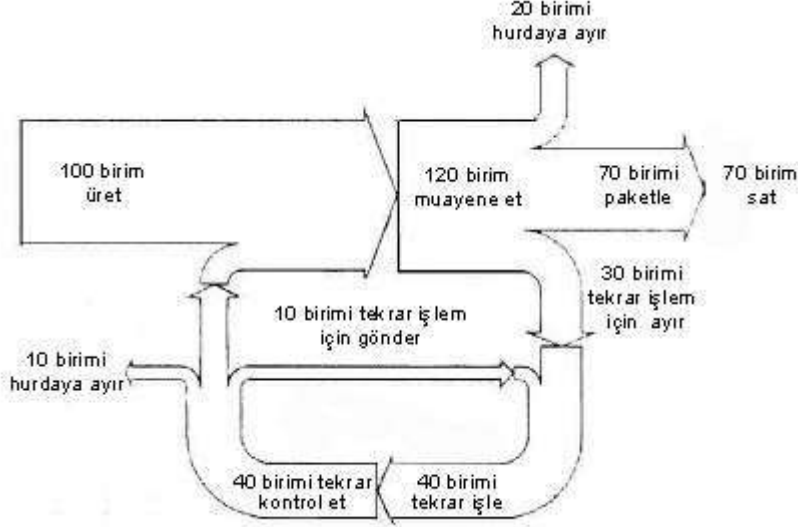 20 birimi
hurdaya ayır
100 birim
üret
120 birim
muayene et
70 birimi
paketle
70 birim
sat
30 birimi
tekrar işlem
için ayır
10 birimi tekrar işlem
için gönder
10 birimi
hurdaya ayır
40 birimi tekrar
kontrol et
40 birimi
tekrar işle